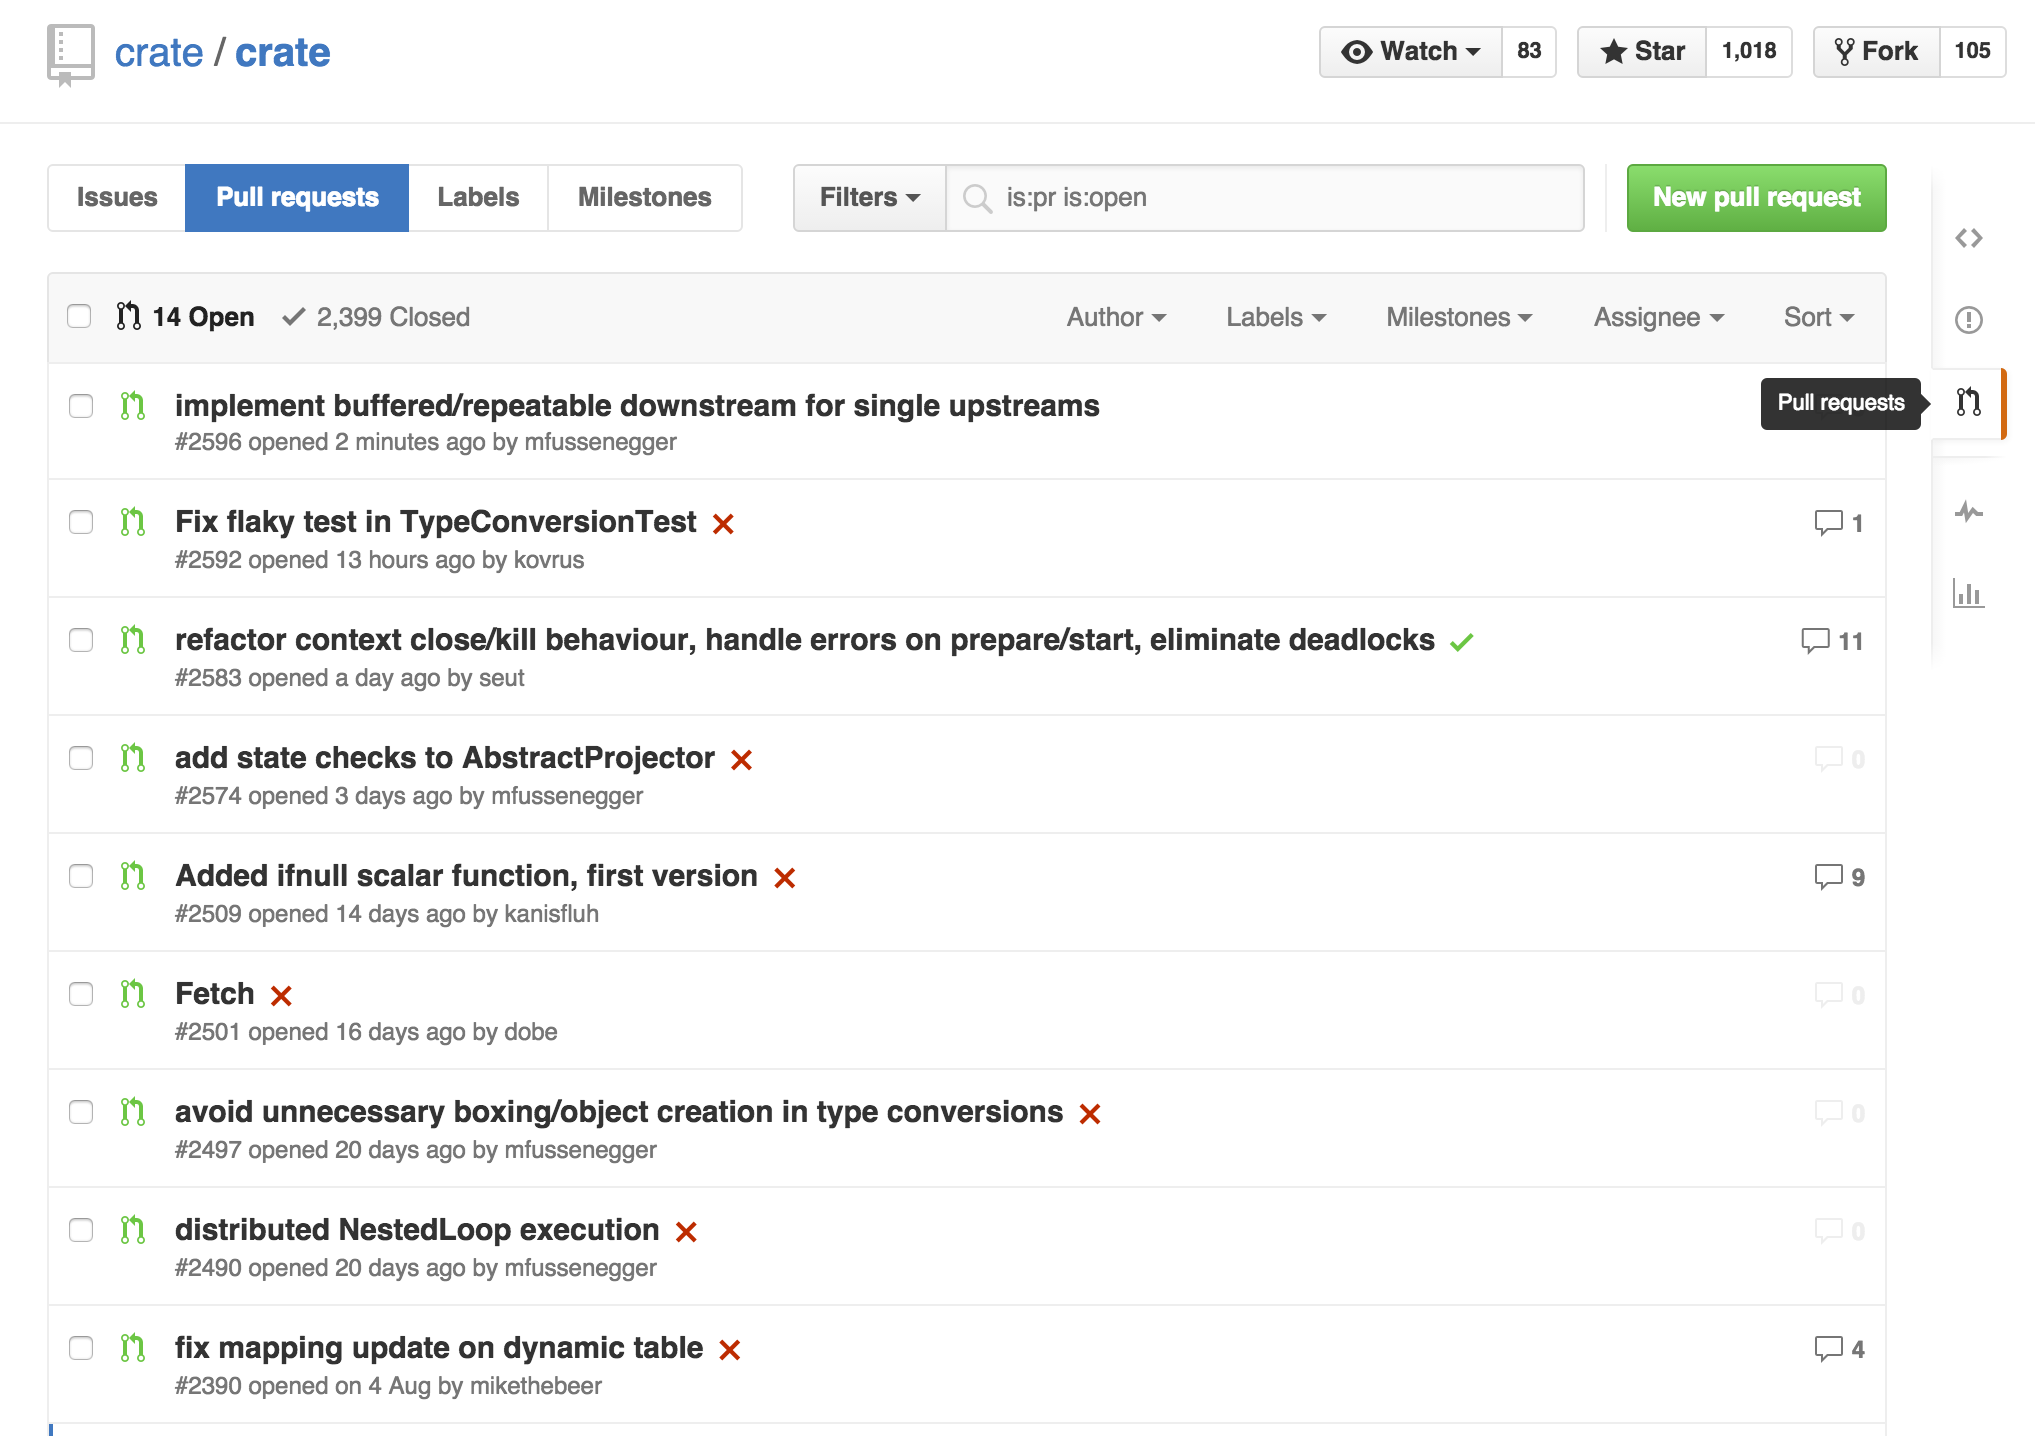 crate / crate
Watch 83 Star 1,018 Fork 105
Issues Pull requests Labels Milestones Filters is:pr is:open New pull request
14 Open 2,399 Closed Author Labels Milestones Assignee Sort
implement buffered/repeatable downstream for single upstreams
Pull requests
#2596 opened 2 minutes ago by mfussenegger
Fix flaky test in TypeConversionTest 1
#2592 opened 13 hours ago by kovrus
refactor context close/kill behaviour, handle errors on prepare/start, eliminate deadlocks 11
#2583 opened a day ago by seut
add state checks to AbstractProjector 0
#2574 opened 3 days ago by mfussenegger
Added ifnull scalar function, first version 9
#2509 opened 14 days ago by kanisfluh
Fetch 0
#2501 opened 16 days ago by dobe
avoid unnecessary boxing/object creation in type conversions 0
#2497 opened 20 days ago by mfussenegger
distributed NestedLoop execution 0
#2490 opened 20 days ago by mfussenegger
fix mapping update on dynamic table 4
#2390 opened on 4 Aug by mikethebeer